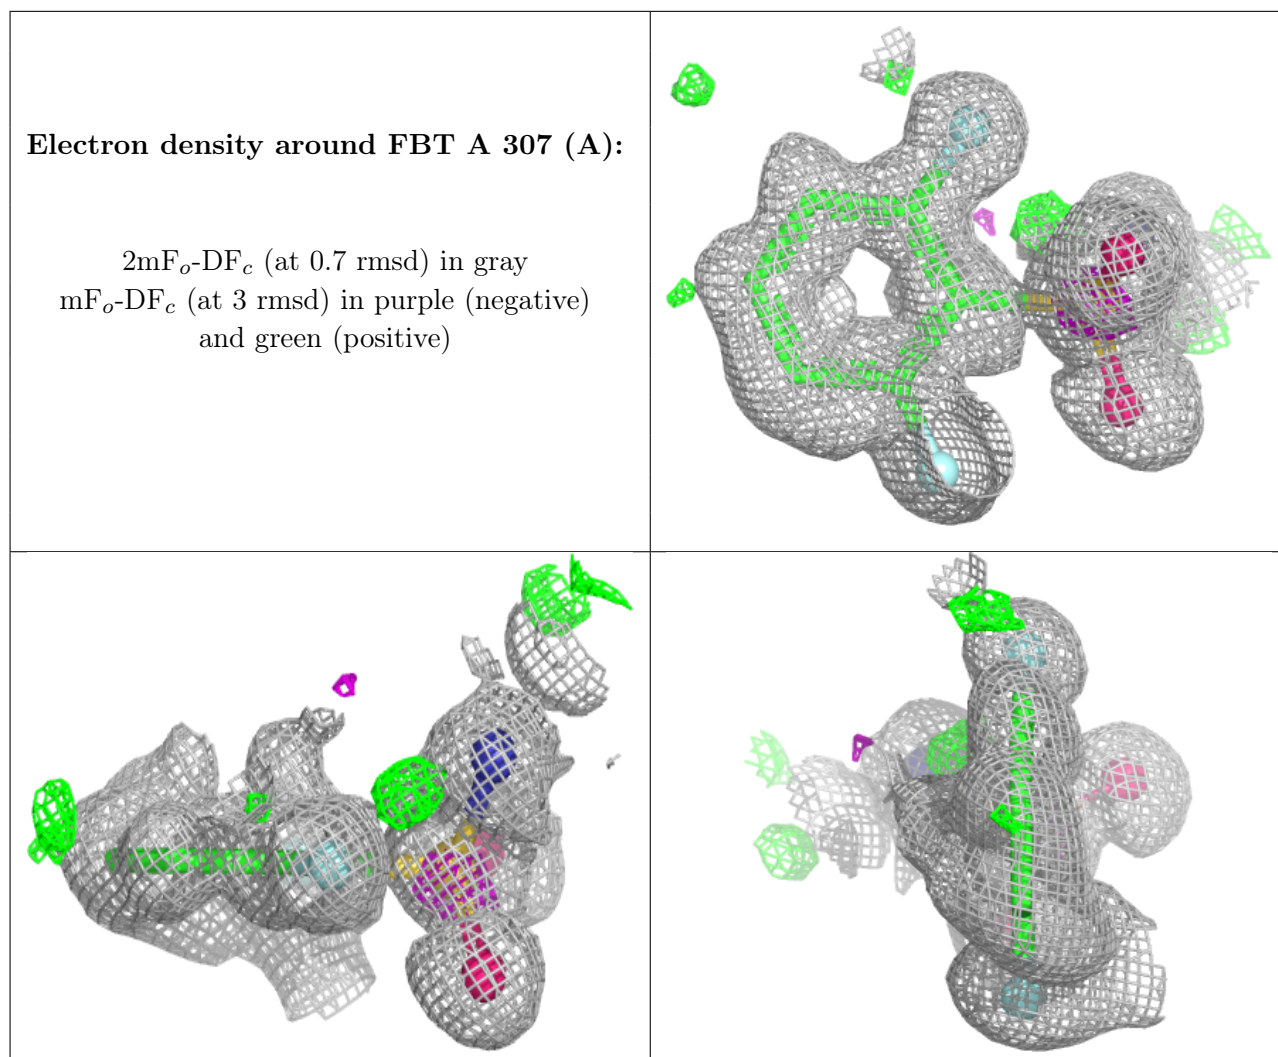 Electron density around FBT A 307 (A):
2mFo-DFc (at 0.7 rmsd) in gray
mFo-DFc (at 3 rmsd) in purple (negative)
and green (positive)